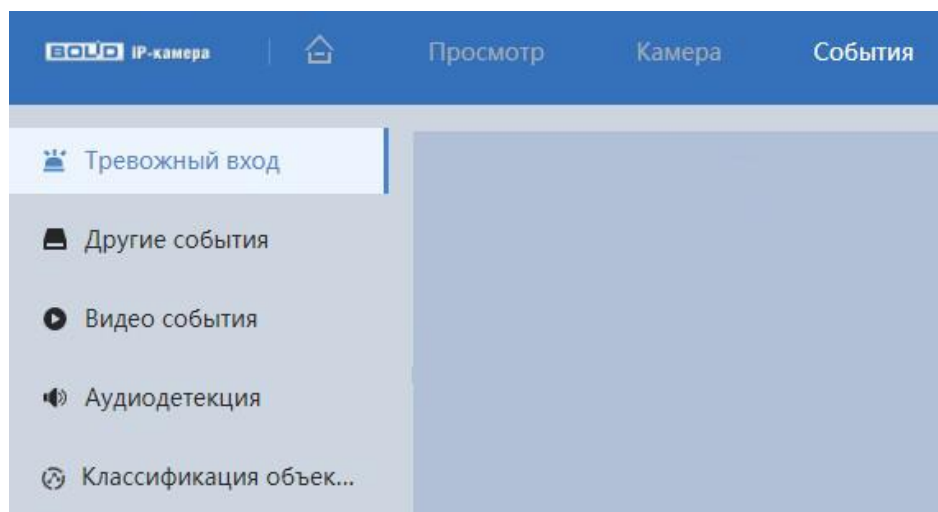 BOLID IP-камера Просмотр Камера События
Тревожный вход
Другие события
Видео события
Аудиодетекция
Классификация объек...